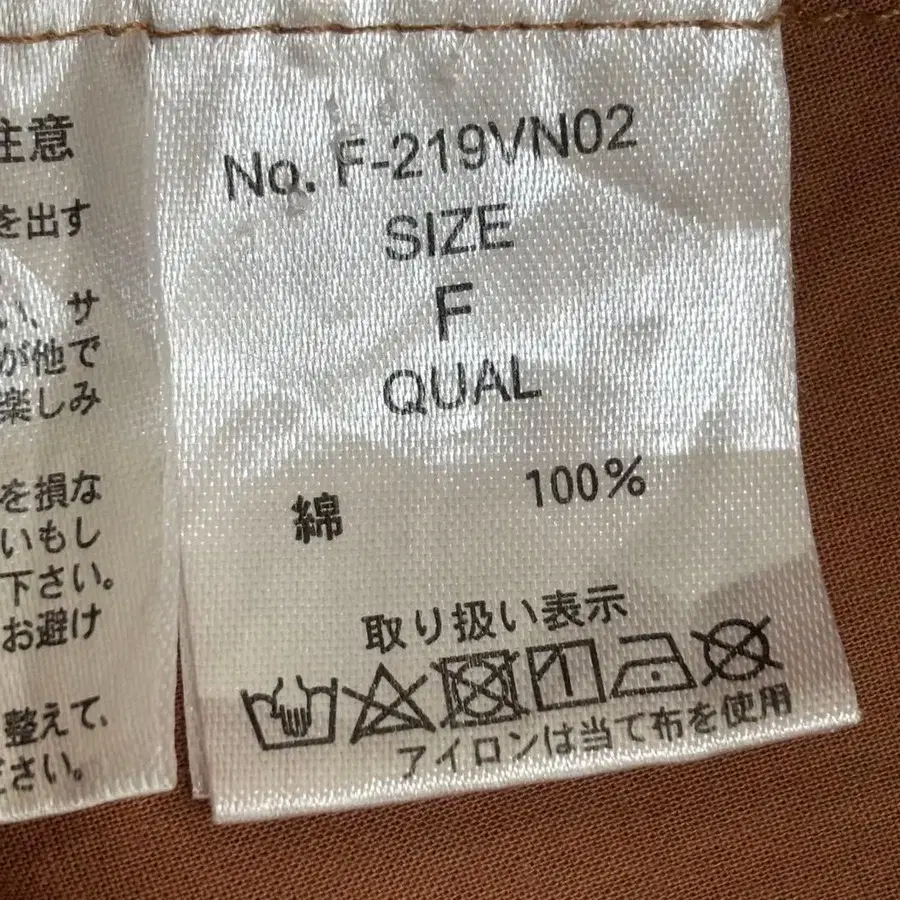 注意
を出す
い、サ
が他で
楽しみ
を損な
いもし
下さい。
お避け
整えて、
ださい。
No. F-219VN02
SIZE
F
QUAL
綿 100%
取り扱い表示
アイロンは当て布を使用